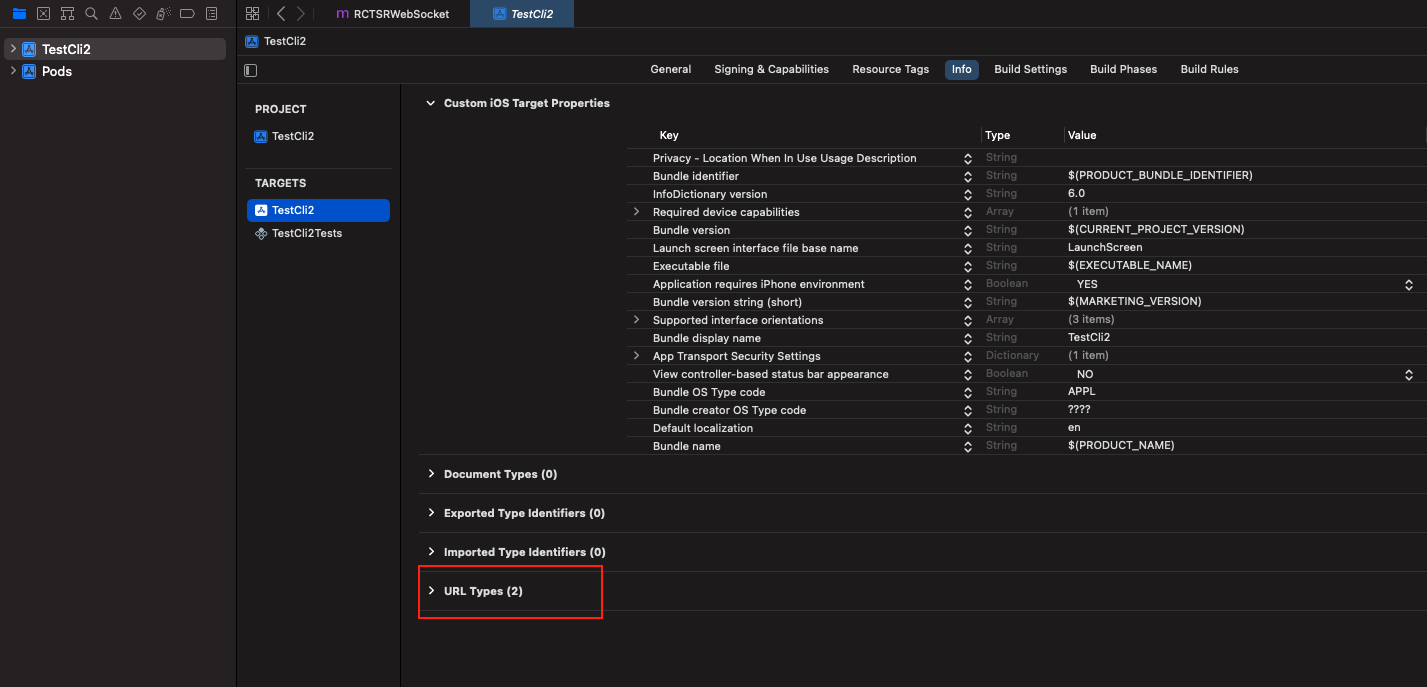 RCTSRWebSocket
TestCli2
TestCli2
Pods
TestCli2
General Signing & Capabilities Resource Tags Info Build Settings Build Phases Build Rules
PROJECT
TestCli2
TARGETS
TestCli2
TestCli2Tests
Custom iOS Target Properties
Key Type Value
Privacy - Location When In Use Usage Description String
Bundle identifier String $(PRODUCT_BUNDLE_IDENTIFIER)
InfoDictionary version String 6.0
Required device capabilities Array (1 item)
Bundle version String $(CURRENT_PROJECT_VERSION)
Launch screen interface file base name String LaunchScreen
Executable file String $(EXECUTABLE_NAME)
Application requires iPhone environment Boolean YES
Bundle version string (short) String $(MARKETING_VERSION)
Supported interface orientations Array (3 items)
Bundle display name String TestCli2
App Transport Security Settings Dictionary (1 item)
View controller-based status bar appearance Boolean NO
Bundle OS Type code String APPL
Bundle creator OS Type code String ????
Default localization String en
Bundle name String $(PRODUCT_NAME)
Document Types (0)
Exported Type Identifiers (0)
Imported Type Identifiers (0)
URL Types (2)